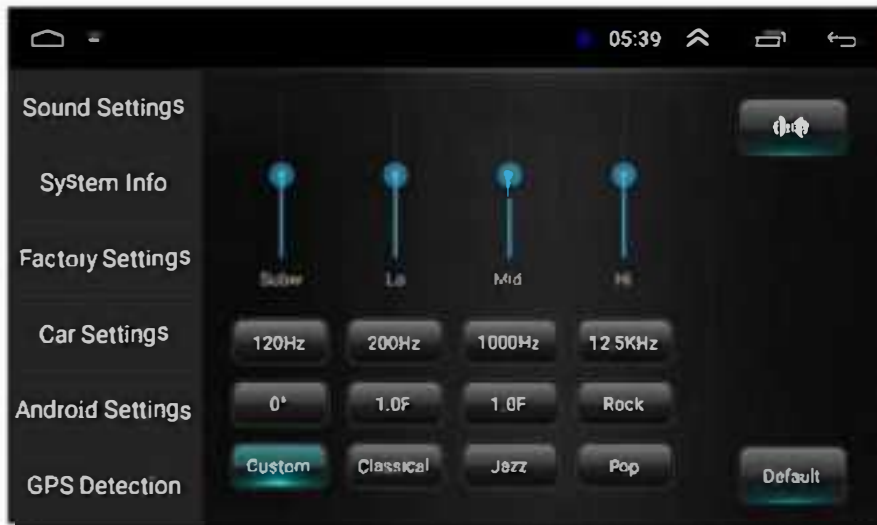 05:39
Sound Settings
System Info
Factory Settings
Car Settings
Android Settings
GPS Detection
Subw Lo Mid Hi
120Hz 200Hz 1000Hz 12.5KHz
0° 1.0F 1.0F Rock
Custom Classical Jazz Pop
Default